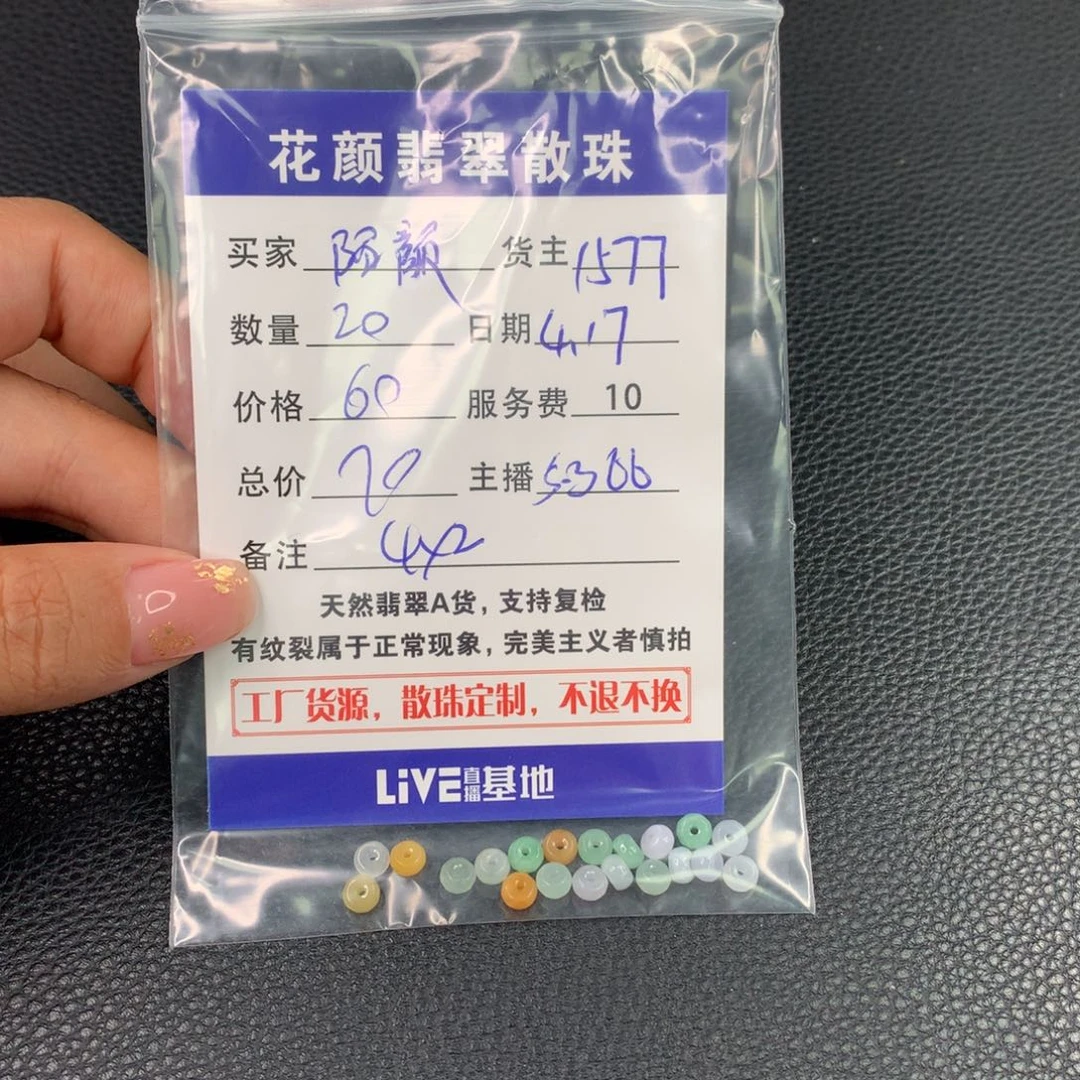 花颜翡翠散珠
买家 阿颜 货主 1577
数量 20 日期 4.17
价格 60 服务费 10
总价 70 主播 5366
备注 4x2
天然翡翠A货，支持复检
有纹裂属于正常现象，完美主义者慎拍
工厂货源，散珠定制，不退不换
LiVE直播基地